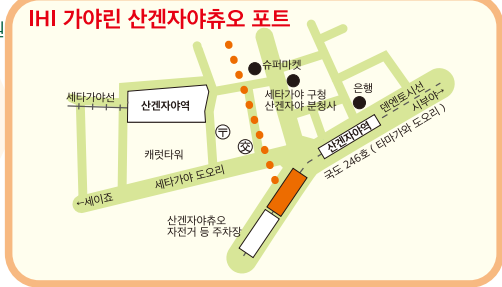 IHI 가야린 산겐자야츄오 포트
슈퍼마켓
세타가야선
산겐자야역
세타가야 구청
산겐자야 분청사
은행
덴엔토시선
시부야→
〒
交
캐럿타워
산겐자야역
국도 246호 ( 타마가와 도오리 )
세타가야 도오리
←세이죠
산겐자야츄오
자전거 등 주차장